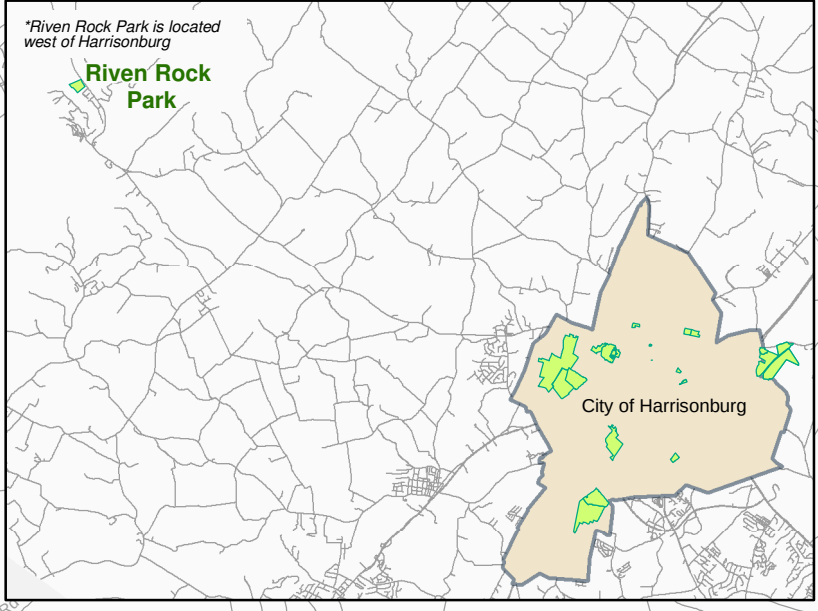 *Riven Rock Park is located
west of Harrisonburg
Riven Rock
Park
City of Harrisonburg